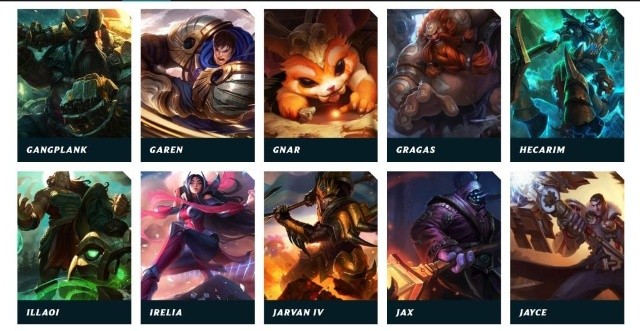 GANGPLANK
GAREN
GNAR
GRAGAS
HECARIM
ILLAOI
IRELIA
JARVAN IV
JAX
JAYCE